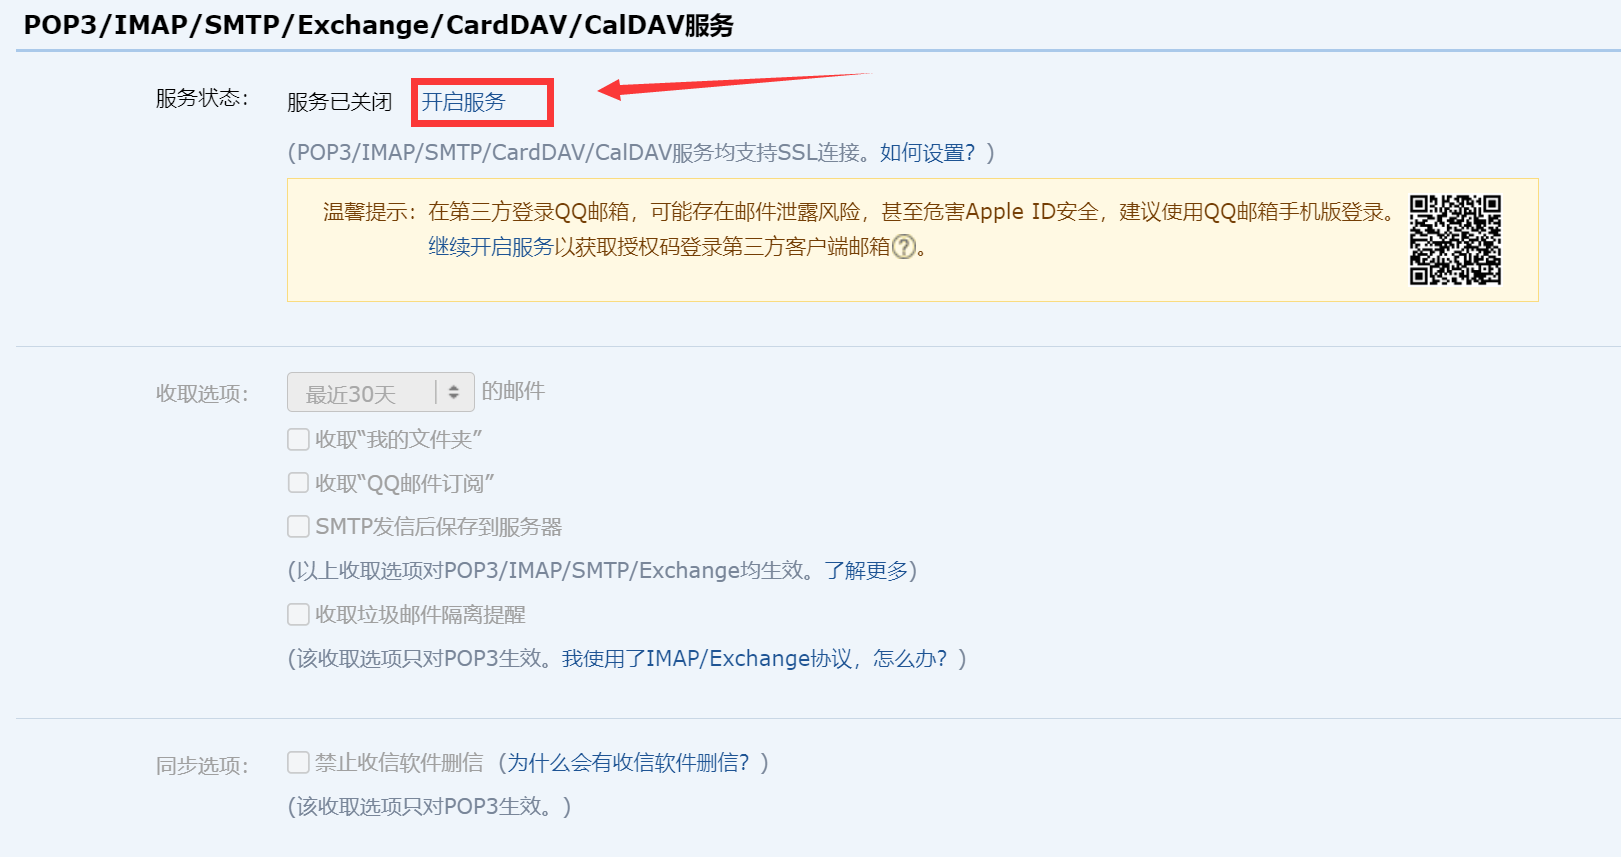 POP3/IMAP/SMTP/Exchange/CardDAV/CalDAV服务
服务状态： 服务已关闭 开启服务
(POP3/IMAP/SMTP/CardDAV/CalDAV服务均支持SSL连接。如何设置？)
温馨提示：在第三方登录QQ邮箱，可能存在邮件泄露风险，甚至危害Apple ID安全，建议使用QQ邮箱手机版登录。
继续开启服务以获取授权码登录第三方客户端邮箱?。
收取选项： 最近30天 的邮件
收取“我的文件夹”
收取“QQ邮件订阅”
SMTP发信后保存到服务器
(以上收取选项对POP3/IMAP/SMTP/Exchange均生效。了解更多)
收取垃圾邮件隔离提醒
(该收取选项只对POP3生效。我使用了IMAP/Exchange协议，怎么办？)
同步选项： 禁止收信软件删信 (为什么会有收信软件删信？)
(该收取选项只对POP3生效。)